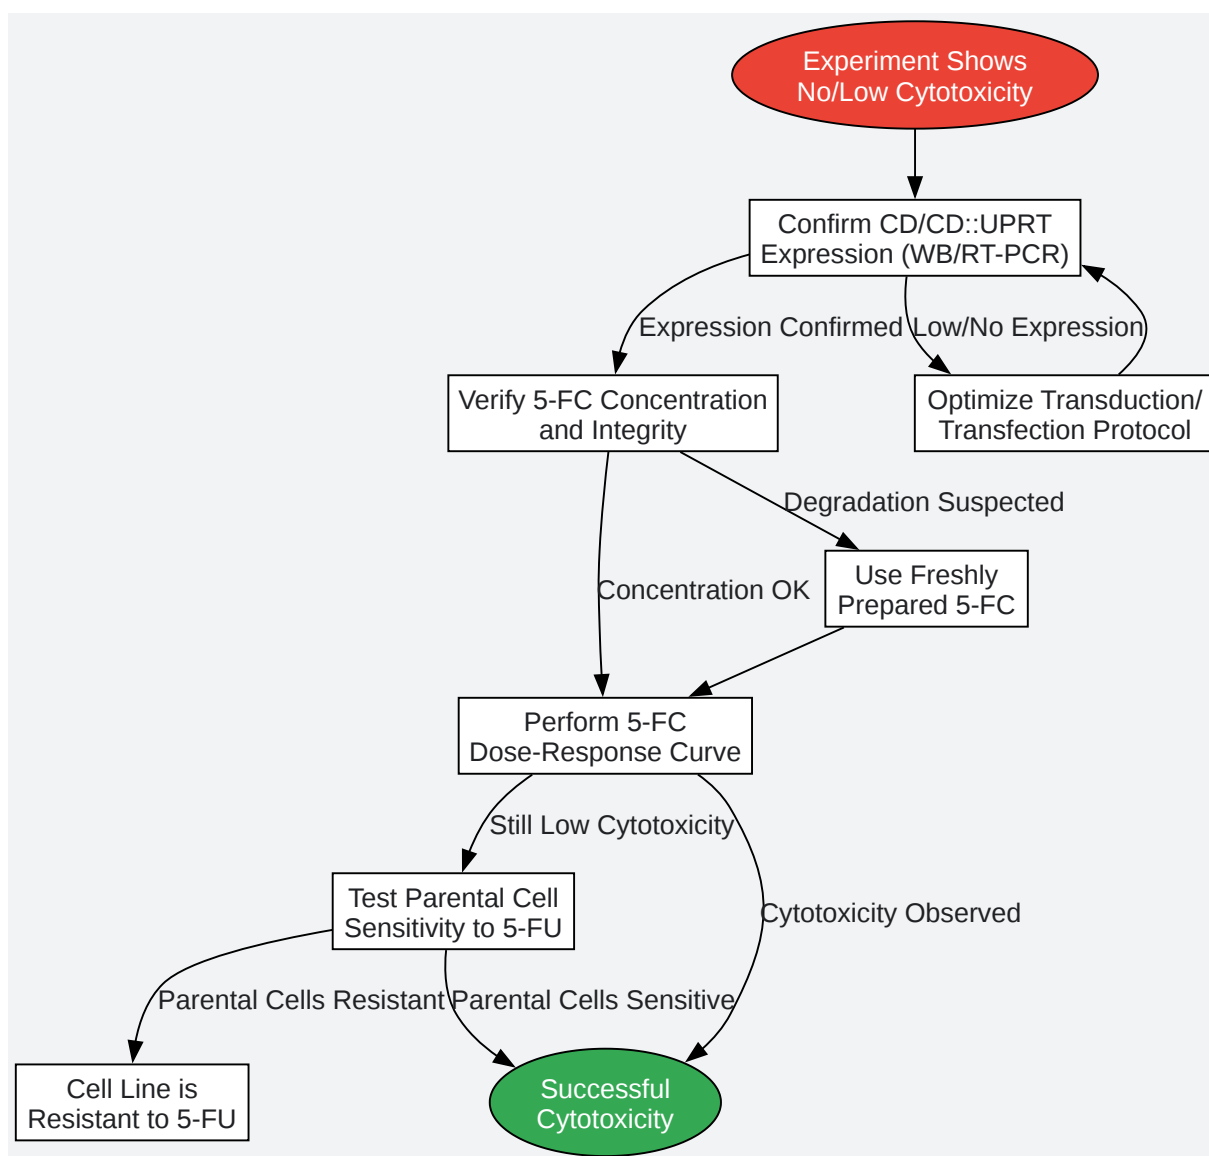 Experiment Shows
No/Low Cytotoxicity
Confirm CD/CD::UPRT
Expression (WB/RT-PCR)
Expression Confirmed
Low/No Expression
Verify 5-FC Concentration
and Integrity
Optimize Transduction/
Transfection Protocol
Degradation Suspected
Concentration OK
Use Freshly
Prepared 5-FC
Perform 5-FC
Dose-Response Curve
Still Low Cytotoxicity
Test Parental Cell
Sensitivity to 5-FU
Cytotoxicity Observed
Parental Cells Resistant
Parental Cells Sensitive
Cell Line is
Resistant to 5-FU
Successful
Cytotoxicity